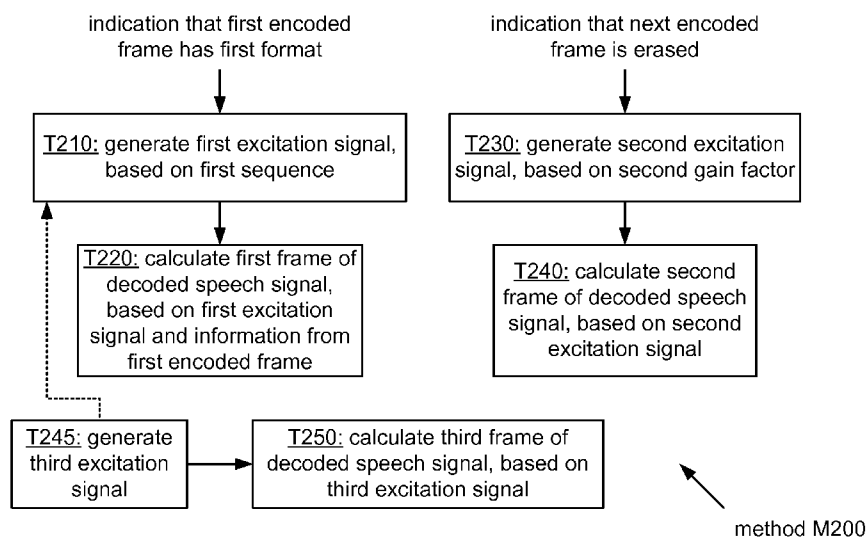 indication that first encoded
frame has first format
indication that next encoded
frame is erased
T210: generate first excitation signal,
based on first sequence
T230: generate second excitation
signal, based on second gain factor
T220: calculate first frame of
decoded speech signal,
based on first excitation
signal and information from
first encoded frame
T240: calculate second
frame of decoded speech
signal, based on second
excitation signal
T245: generate
third excitation
signal
T250: calculate third frame of
decoded speech signal, based on
third excitation signal
method M200